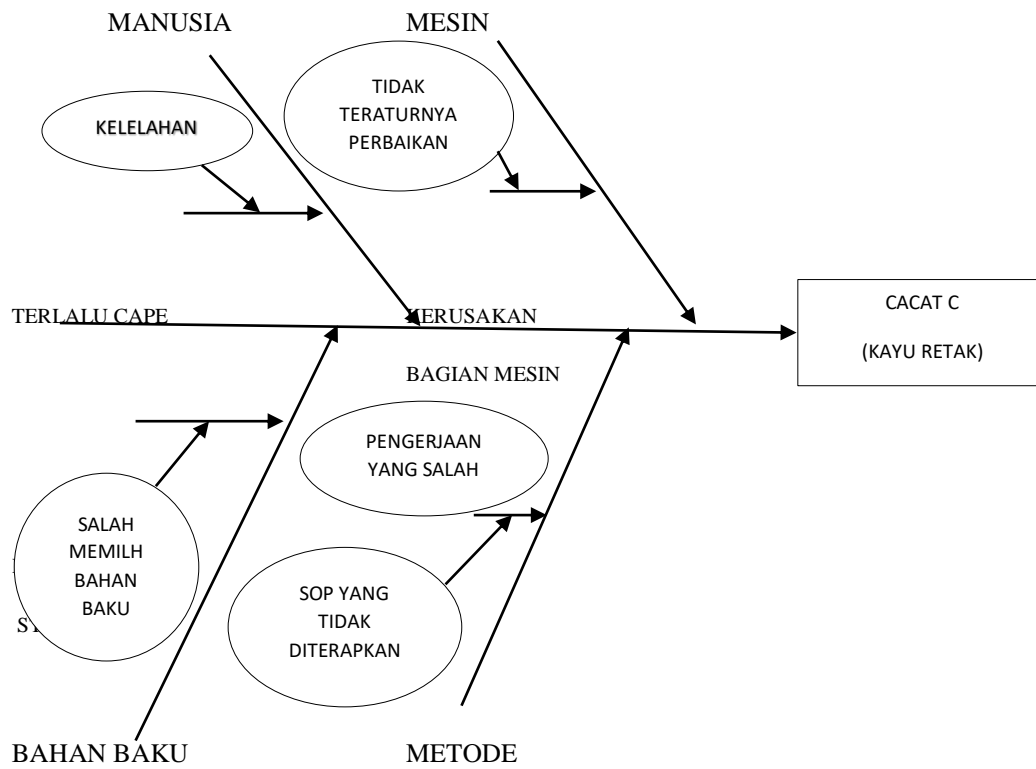 MANUSIA
MESIN
TIDAK
TERATURNYA
PERBAIKAN
KELELAHAN
TERLALU CAPE
KERUSAKAN
CACAT C
(KAYU RETAK)
BAGIAN MESIN
PENGERJAAN
YANG SALAH
SALAH
MEMILH
BAHAN
BAKU
SOP YANG
TIDAK
DITERAPKAN
BAHAN BAKU
METODE